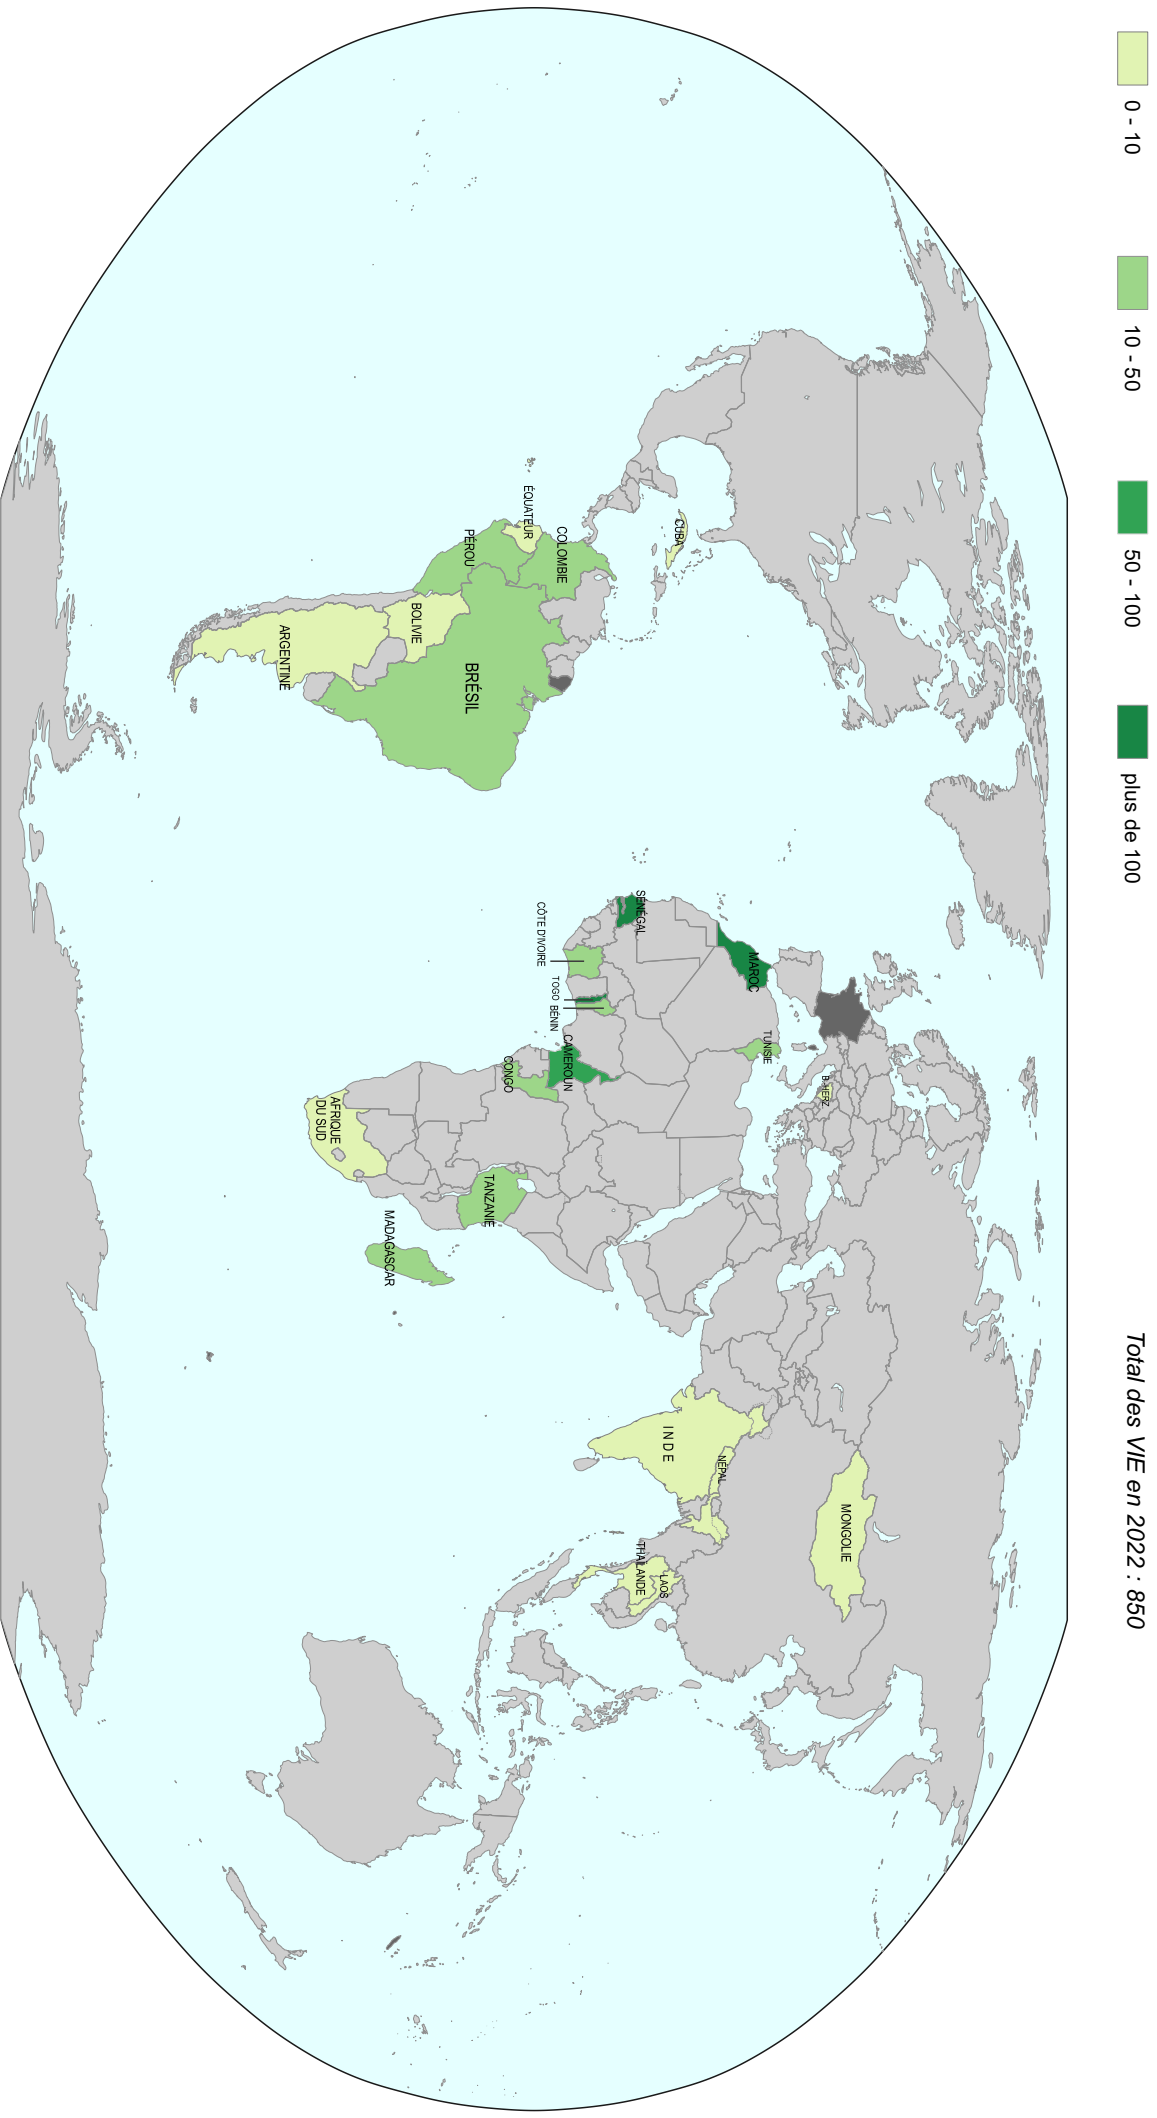 0 - 10
10 - 50
50 - 100
plus de 100
Total des VIE en 2022 : 850
CUBA
COLOMBIE
ÉQUATEUR
PÉROU
BRÉSIL
BOLIVIE
ARGENTINE
B.-HERZ.
TUNISIE
MAROC
SÉNÉGAL
CÔTE D'IVOIRE
TOGO
BÉNIN
CAMEROUN
CONGO
TANZANIE
MADAGASCAR
AFRIQUE
DU SUD
MONGOLIE
NÉPAL
INDE
LAOS
THAÏLANDE